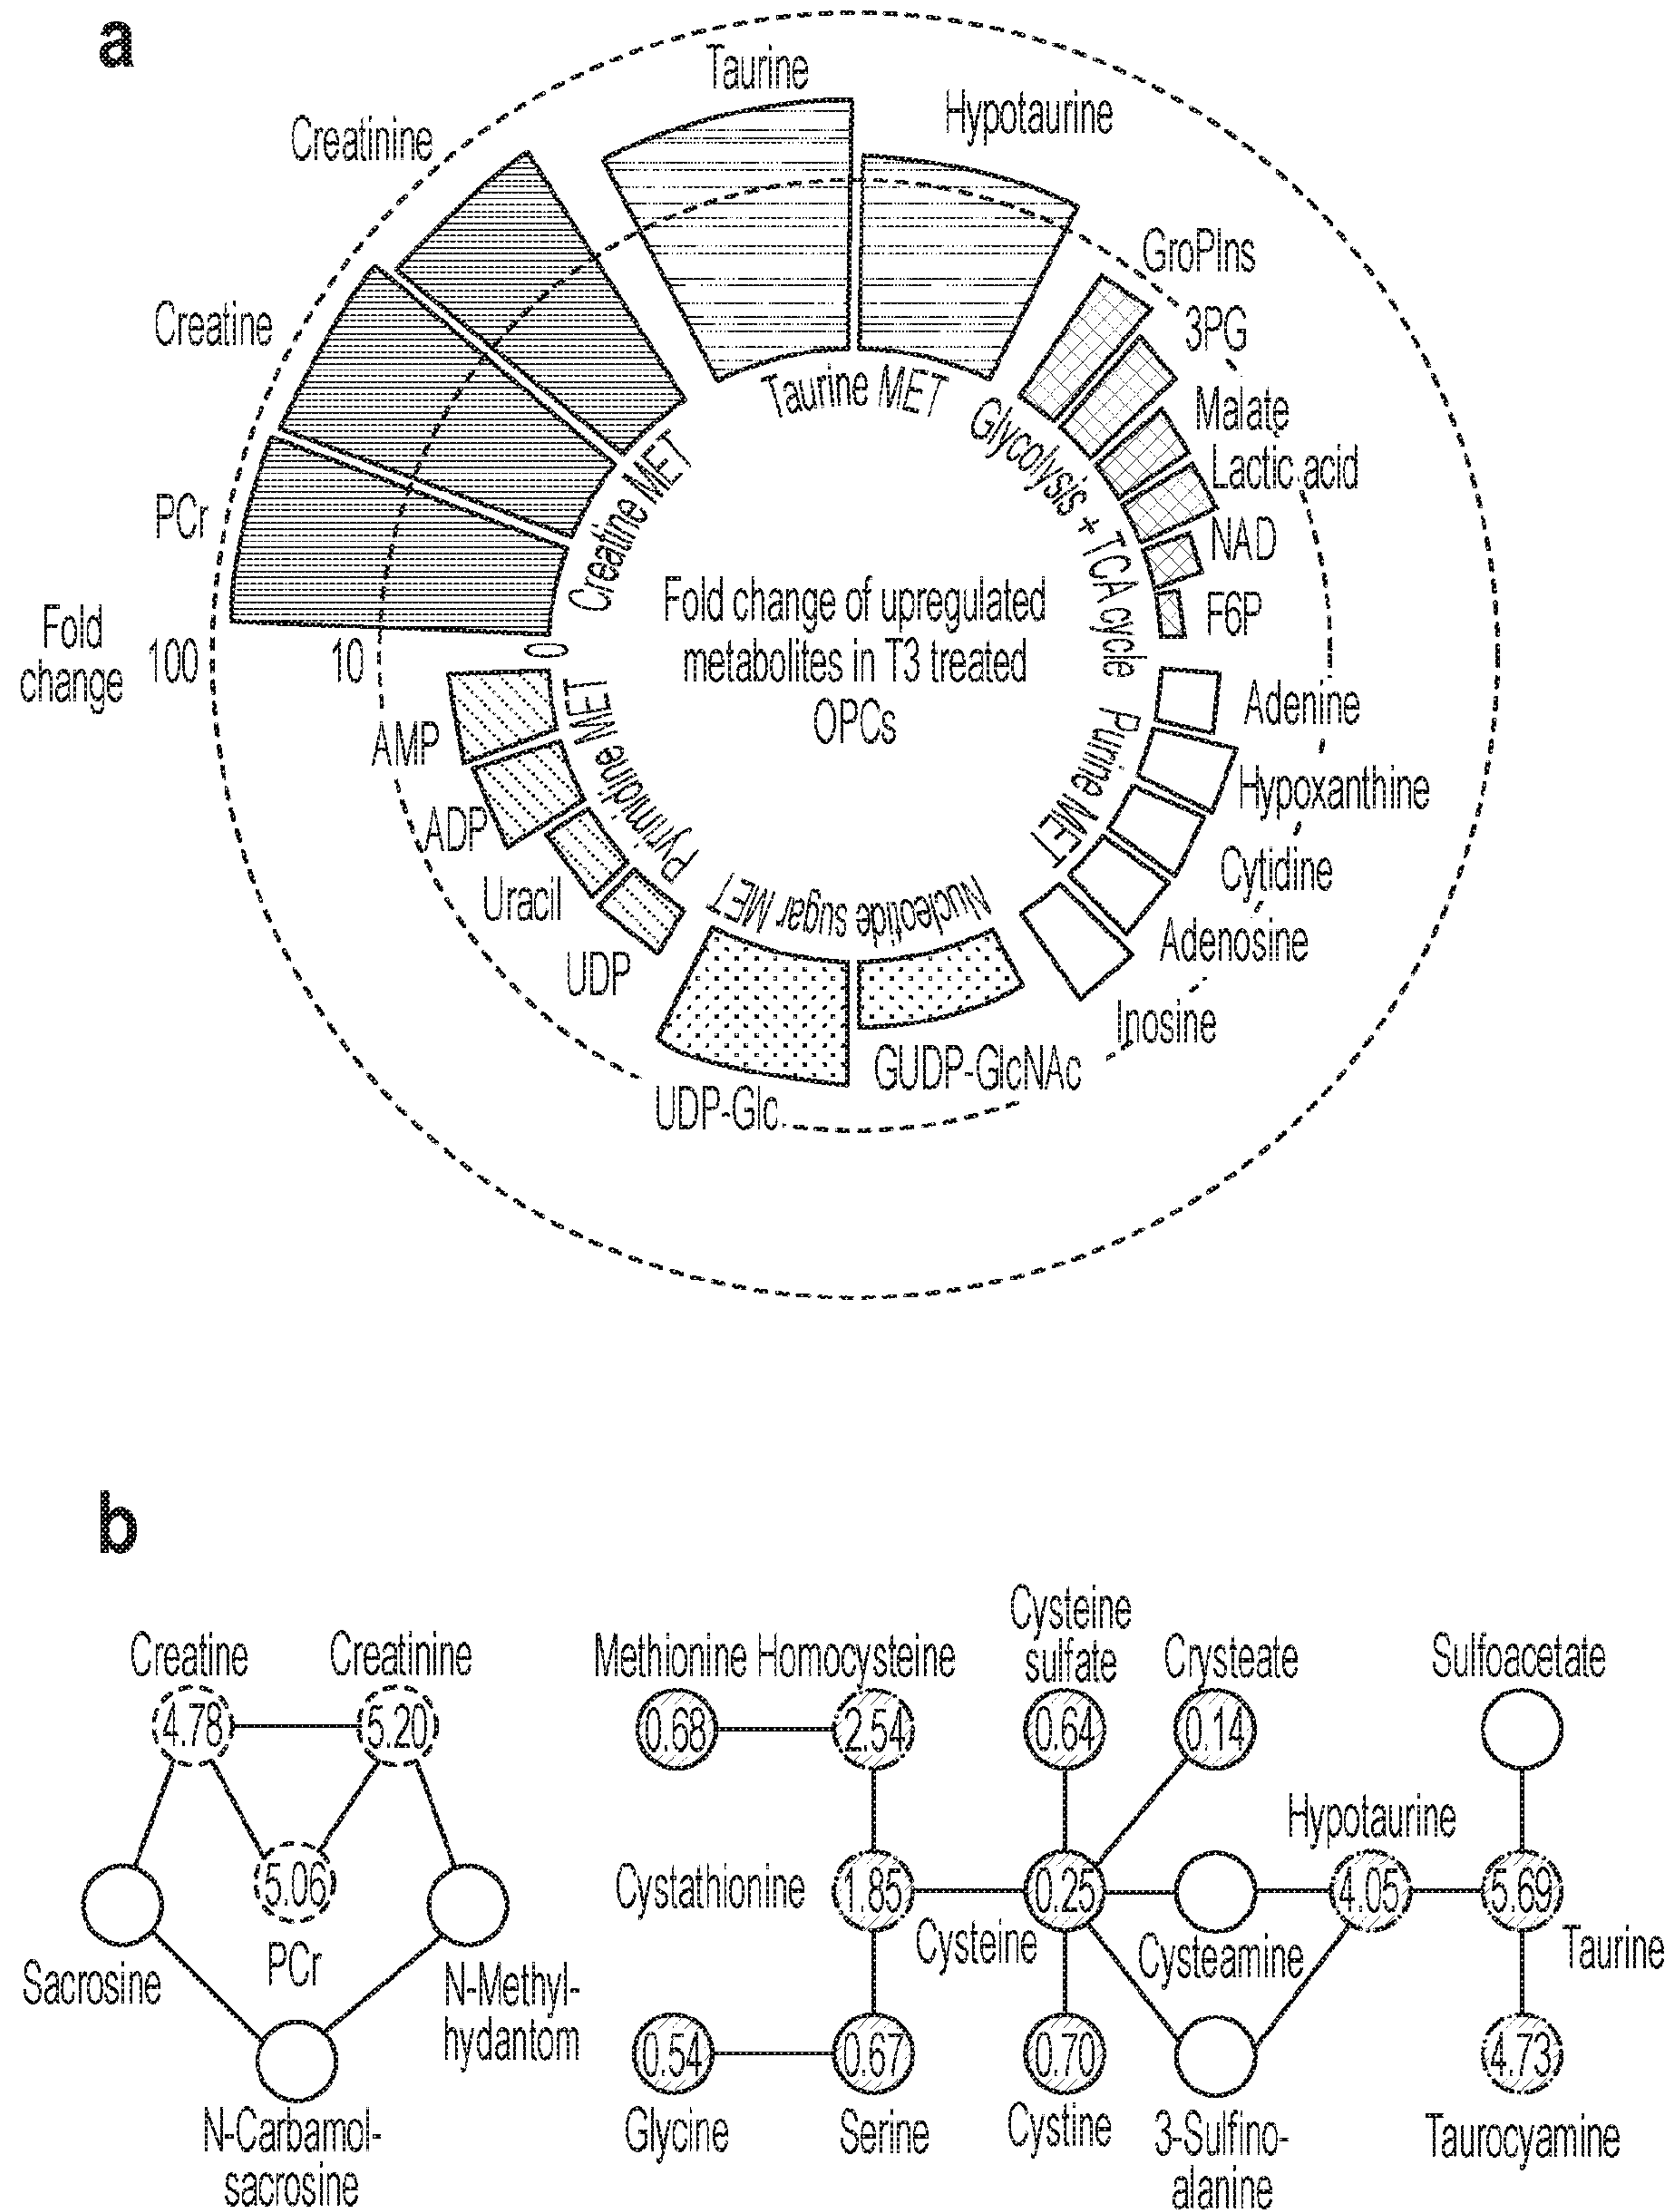 a
Taurine
Hypotaurine
Creatinine
GroPIns
3PG
Creatine
Malate
Lactic acid
PCr
NAD
F6P
Taurine MET
Glycolysis + TCA cycle
Creatine MET
Fold change of upregulated
metabolites in T3 treated
OPCs
Fold
change
100
10
0
AMP
ADP
Uracil
UDP
Pyrimidine MET
Purine MET
Nucleotide sugar MET
Adenine
Hypoxanthine
Cytidine
Adenosine
Inosine
GUDP-GlcNAc
UDP-Glc
b
Creatine
Creatinine
4.78
5.20
5.06
Sacrosine
PCr
N-Methyl-
hydantom
N-Carbamol-
sacrosine
Methionine
Homocysteine
Cysteine
sulfate
Crysteate
Sulfoacetate
0.68
2.54
0.64
0.14
Hypotaurine
Cystathionine
1.85
0.25
4.05
5.69
Cysteine
Cysteamine
Taurine
0.54
0.67
0.70
4.73
Glycine
Serine
Cystine
3-Sulfino-
alanine
Taurocyamine